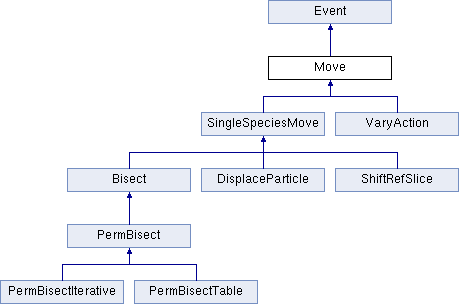 Event
Move
SingleSpeciesMove
VaryAction
Bisect
DisplaceParticle
ShiftRefSlice
PermBisect
PermBisectIterative
PermBisectTable